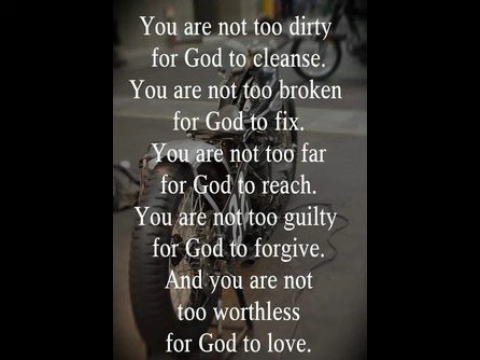 You are not too dirty
for God to cleanse.
You are not too broken
for God to fix.
You are not too far
for God to reach.
You are not too guilty
for God to forgive.
And you are not
too worthless
for God to love.